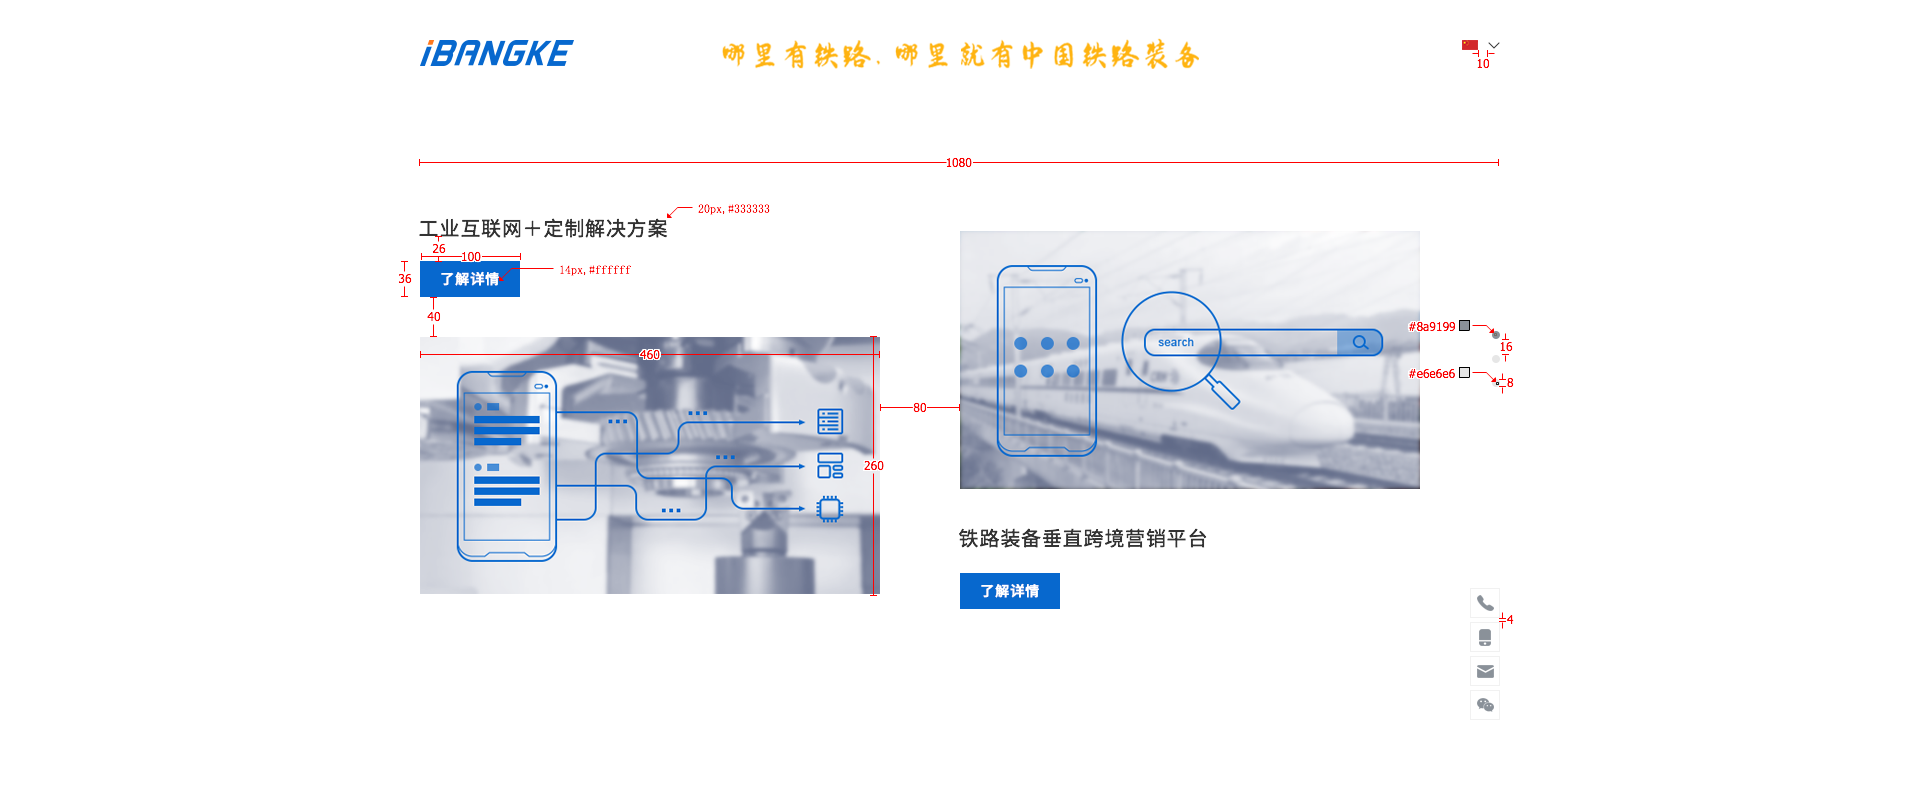 iBANGKE
哪里有铁路.哪里就有中国铁路装备
10
1080
20px, #333333
工业互联网＋定制解决方案
26
100
36
了解详情
14px, #ffffff
40
460
search
#8a9199
16
#e6e6e6
8
80
260
铁路装备垂直跨境营销平台
了解详情
4